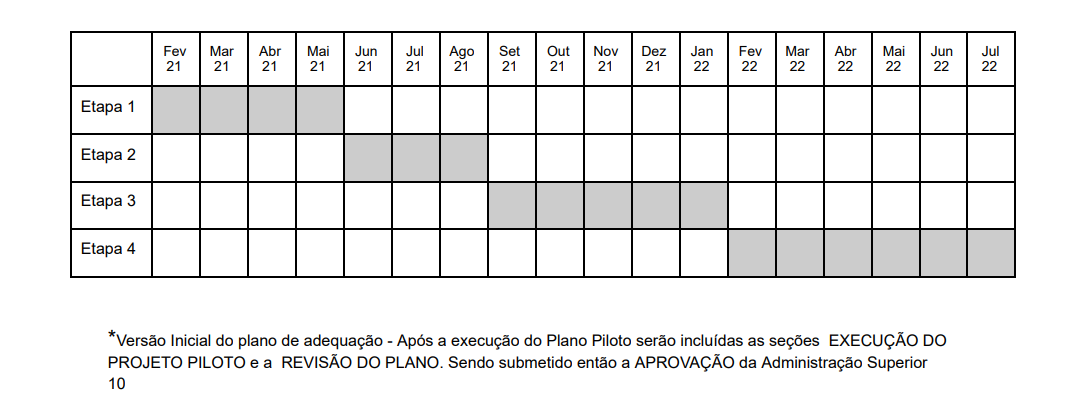 Fev 21 Mar 21 Abr 21 Mai 21 Jun 21 Jul 21 Ago 21 Set 21 Out 21 Nov 21 Dez 21 Jan 22 Fev 22 Mar 22 Abr 22 Mai 22 Jun 22 Jul 22
Etapa 1
Etapa 2
Etapa 3
Etapa 4
*Versão Inicial do plano de adequação - Após a execução do Plano Piloto serão incluídas as seções EXECUÇÃO DO
PROJETO PILOTO e a REVISÃO DO PLANO. Sendo submetido então a APROVAÇÃO da Administração Superior
10